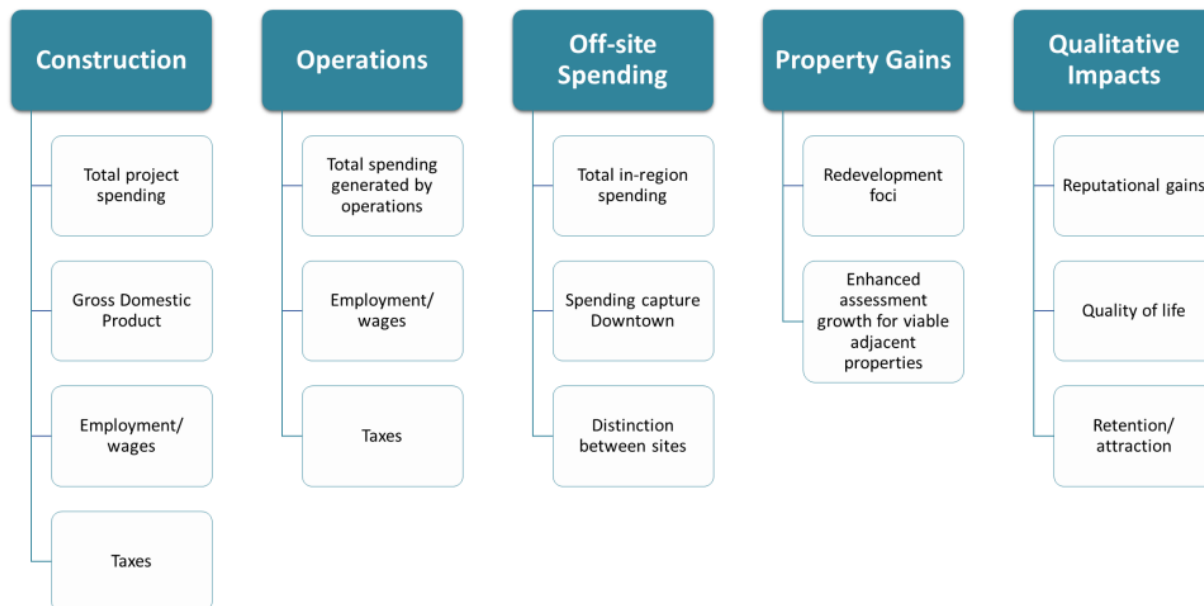 Construction
Total project
spending
Gross Domestic
Product
Employment/
wages
Taxes
Operations
Total spending
generated by
operations
Employment/
wages
Taxes
Off-site
Spending
Total in-region
spending
Spending capture
Downtown
Distinction
between sites
Property Gains
Redevelopment
foci
Enhanced
assessment
growth for viable
adjacent
properties
Qualitative
Impacts
Reputational gains
Quality of life
Retention/
attraction